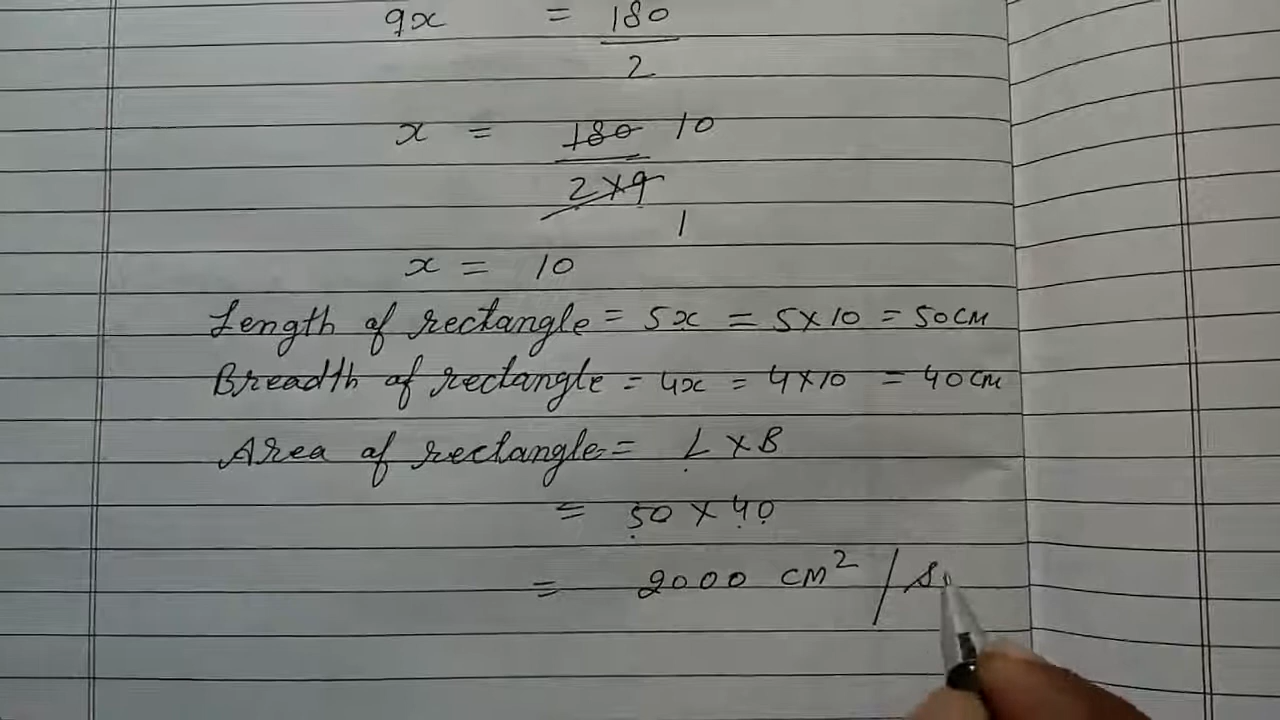 9x = 180
2
x = 180 10
2×9
1
x = 10
Length of rectangle = 5x = 5×10 = 50cm
Breadth of rectangle = 4x = 4×10 = 40cm
Area of rectangle = L×B
= 50×40
= 2000 cm² /